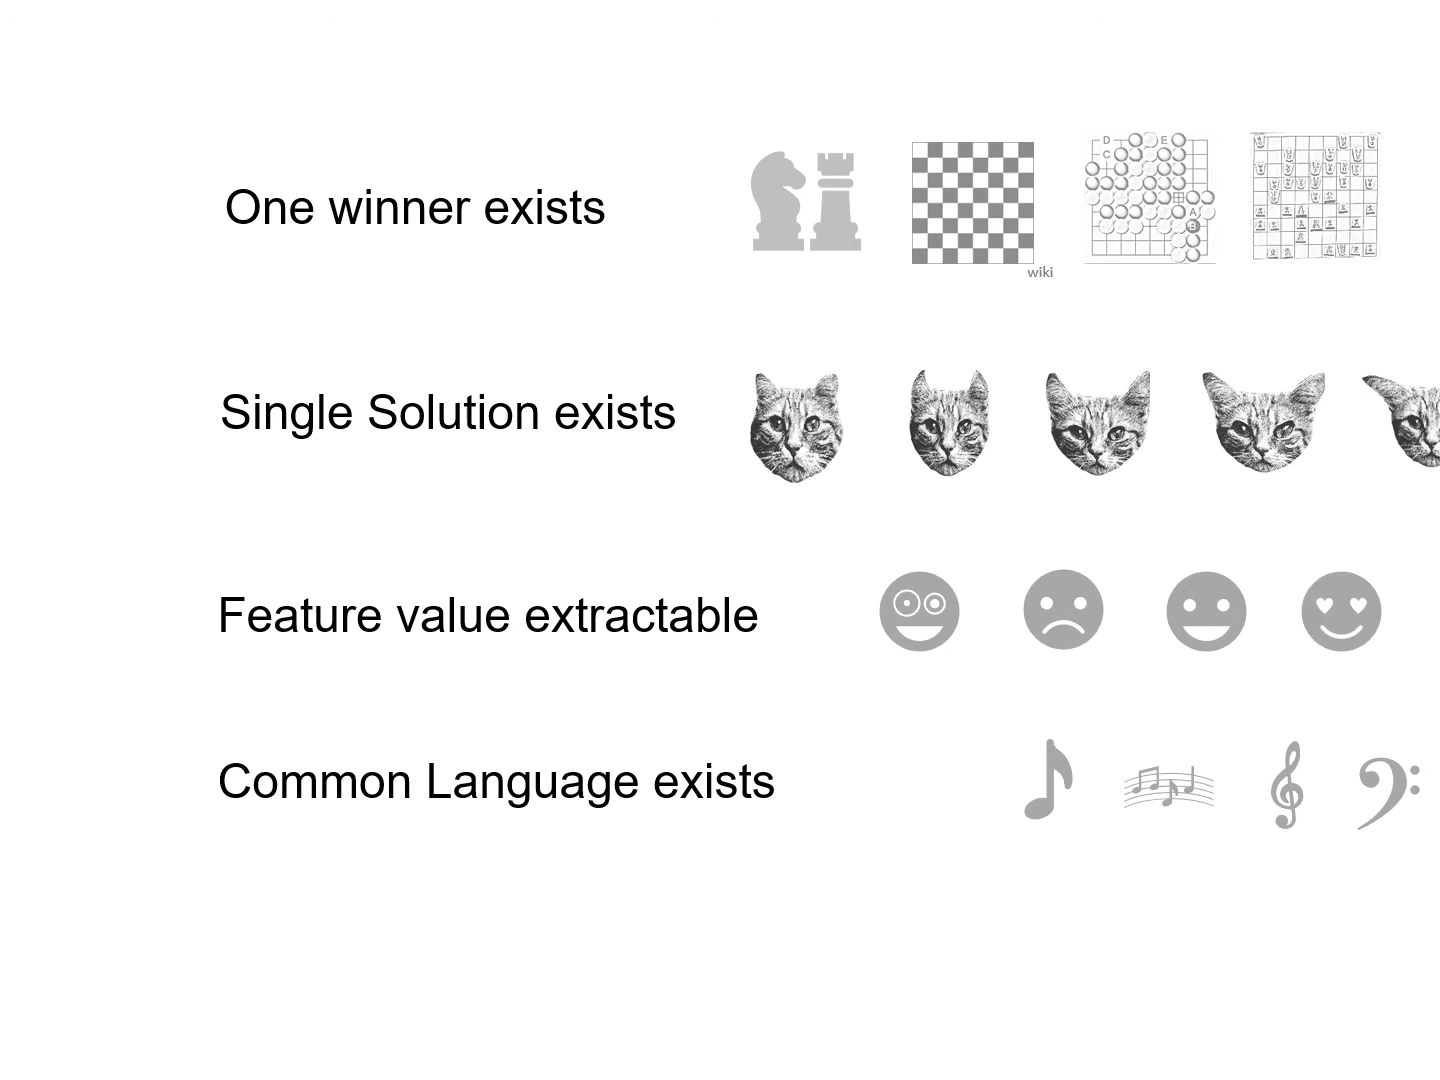 One winner exists
D E
C
A
B
wiki
Single Solution exists
Feature value extractable
Common Language exists